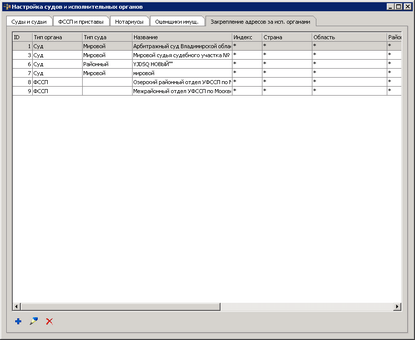 Настройка судов и исполнительных органов
Суды и судьи ФССП и приставы Нотариусы Оценщики имущ. Закрепление адресов за исп. органами
ID Тип органа Тип суда Название Индекс Страна Область Район
1 Суд Мировой Арбитражный суд Владимирской облас * * * *
3 Суд Мировой Мировой судья судебного участка № * * * *
6 Суд Районный YJDSQ НОВЫЙ"" * * * *
7 Суд Мировой мировой * * * *
8 ФССП Озерский районный отдел УФССП по М * * * *
9 ФССП Межрайонный отдел УФССП по Москве * * * *